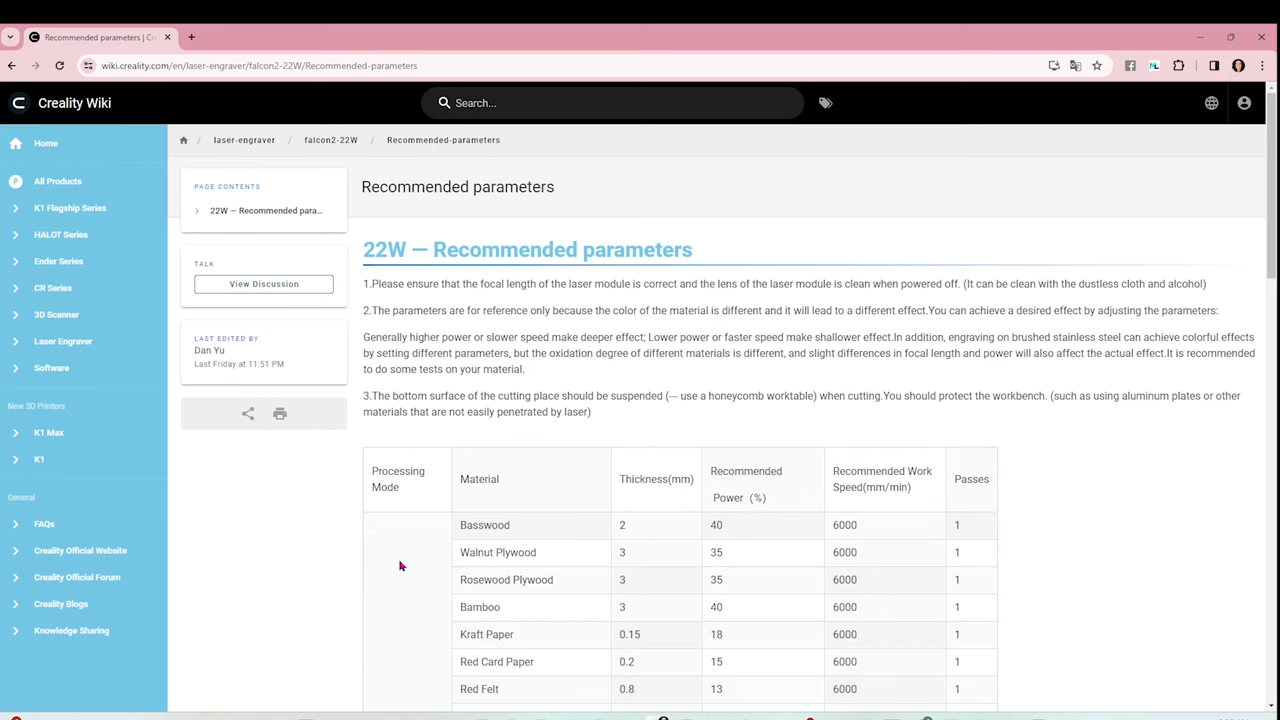 Recommended parameters | Cr
wiki.creality.com/en/laser-engraver/falcon2-22W/Recommended-parameters
Creality Wiki
Search...
Home
All Products
K1 Flagship Series
HALOT Series
Ender Series
CR Series
3D Scanner
Laser Engraver
Software
New 3D Printers
K1 Max
K1
General
FAQs
Creality Official Website
Creality Official Forum
Creality Blogs
Knowledge Sharing
/ laser-engraver / falcon2-22W / Recommended-parameters
PAGE CONTENTS
22W — Recommended para...
TALK
View Discussion
LAST EDITED BY
Dan Yu
Last Friday at 11:51 PM
Recommended parameters
22W — Recommended parameters
1.Please ensure that the focal length of the laser module is correct and the lens of the laser module is clean when powered off. (It can be clean with the dustless cloth and alcohol)
2.The parameters are for reference only because the color of the material is different and it will lead to a different effect.You can achieve a desired effect by adjusting the parameters:
Generally higher power or slower speed make deeper effect; Lower power or faster speed make shallower effect.In addition, engraving on brushed stainless steel can achieve colorful effects
by setting different parameters, but the oxidation degree of different materials is different, and slight differences in focal length and power will also affect the actual effect.It is recommended
to do some tests on your material.
3.The bottom surface of the cutting place should be suspended (--- use a honeycomb worktable) when cutting.You should protect the workbench. (such as using aluminum plates or other
materials that are not easily penetrated by laser)
Processing Mode Material Thickness(mm) Recommended Power（%） Recommended Work Speed(mm/min) Passes
Basswood 2 40 6000 1
Walnut Plywood 3 35 6000 1
Rosewood Plywood 3 35 6000 1
Bamboo 3 40 6000 1
Kraft Paper 0.15 18 6000 1
Red Card Paper 0.2 15 6000 1
Red Felt 0.8 13 6000 1